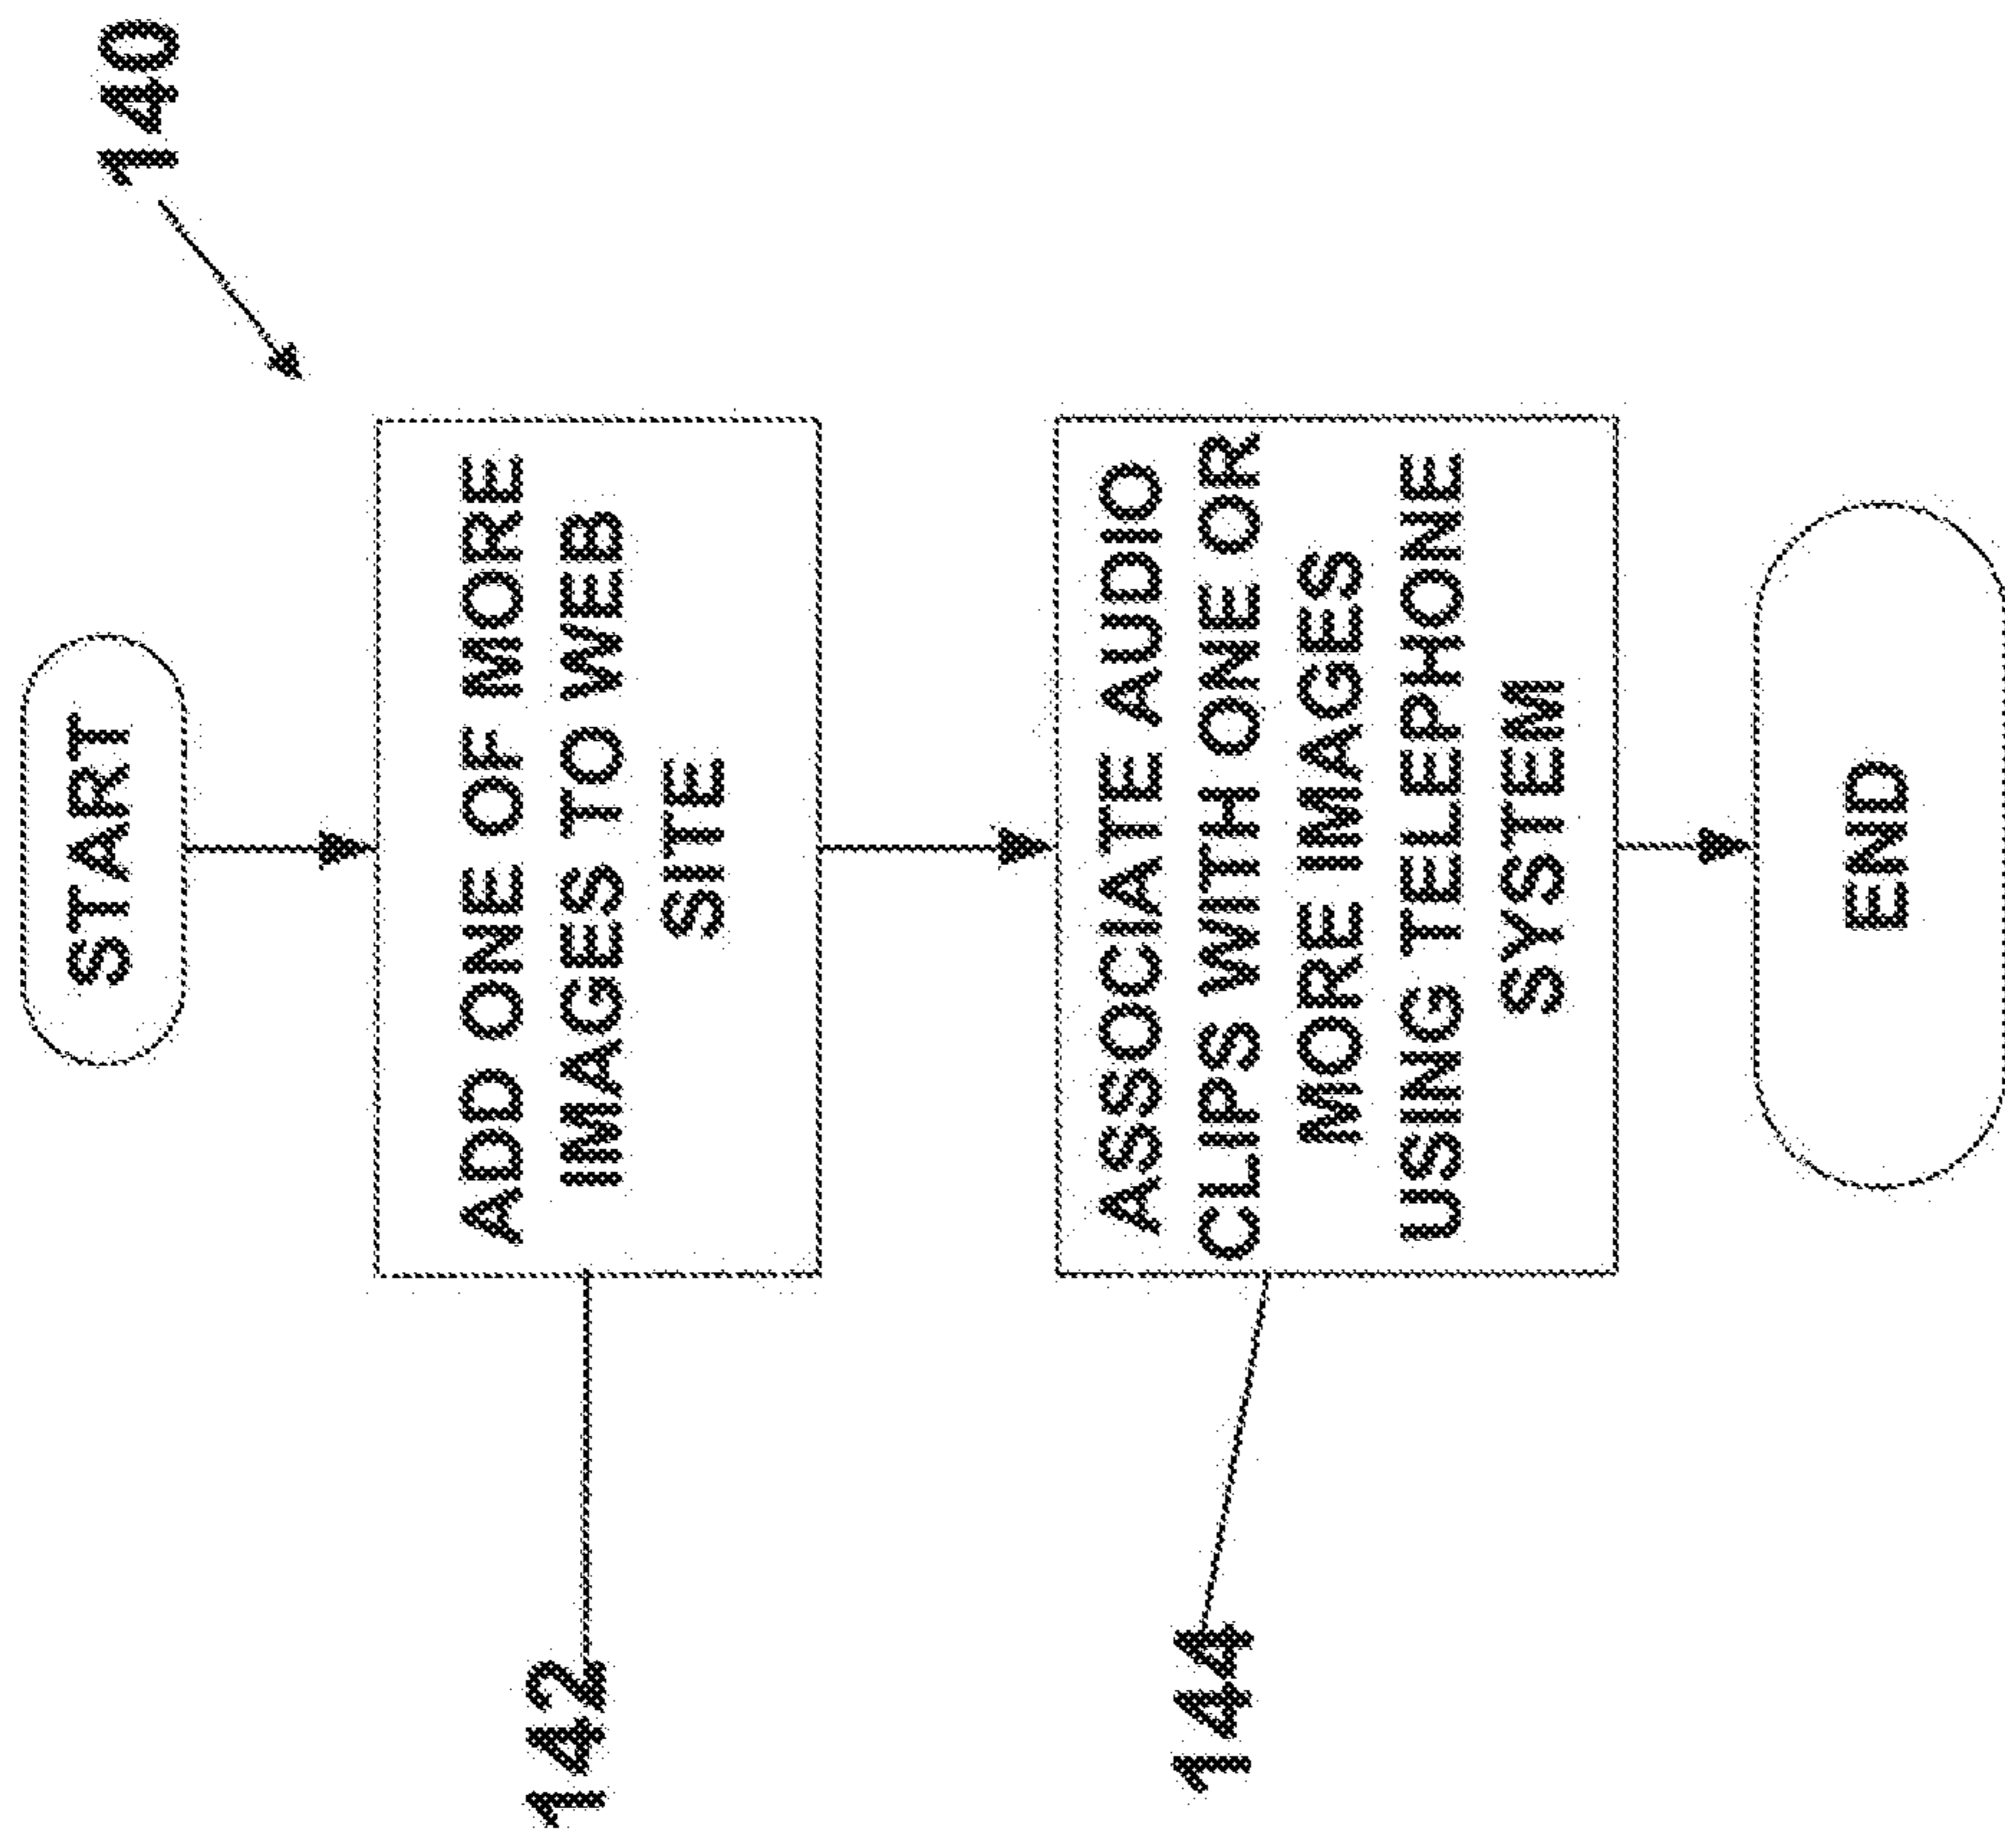 140
START
142
ADD ONE OF MORE
IMAGES TO WEB
SITE
144
ASSOCIATE AUDIO
CLIPS WITH ONE OR
MORE IMAGES
USING TELEPHONE
SYSTEM
END